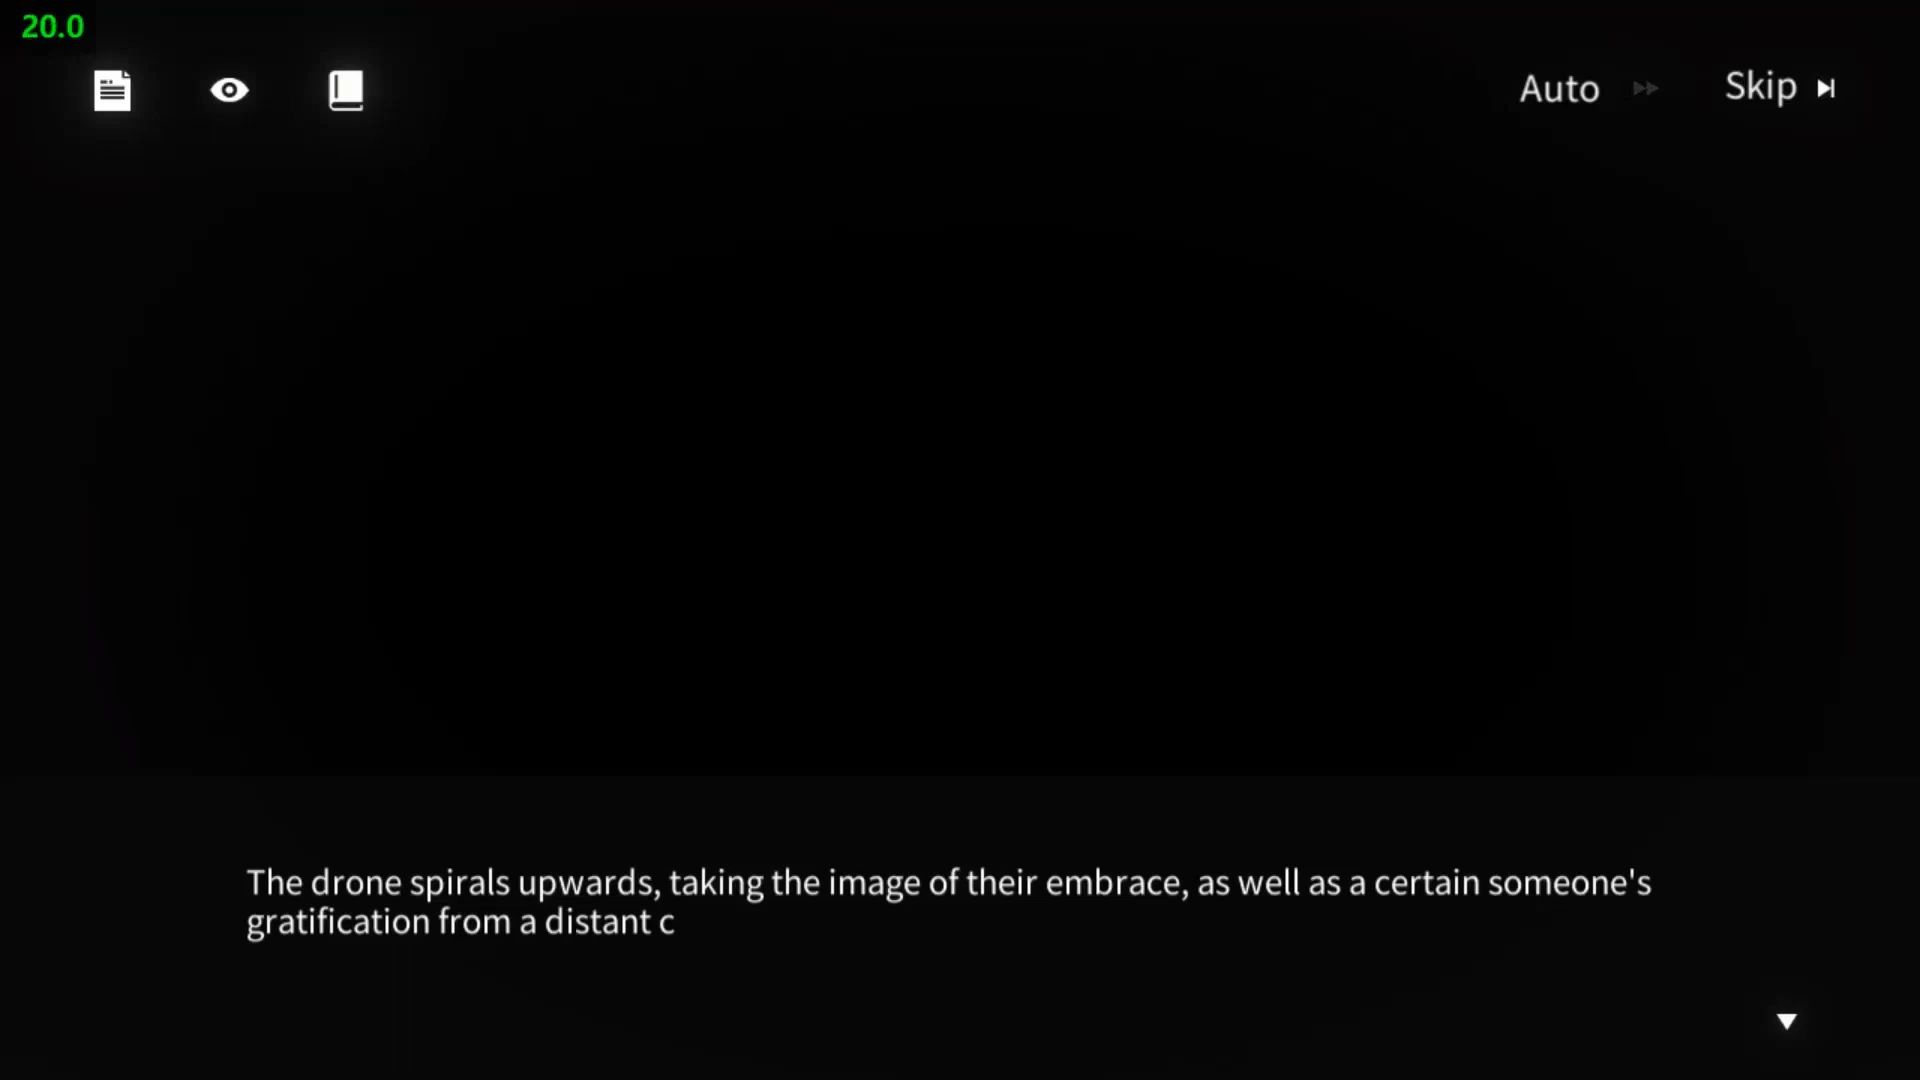 20.0
Auto
Skip
The drone spirals upwards, taking the image of their embrace, as well as a certain someone's
gratification from a distant c